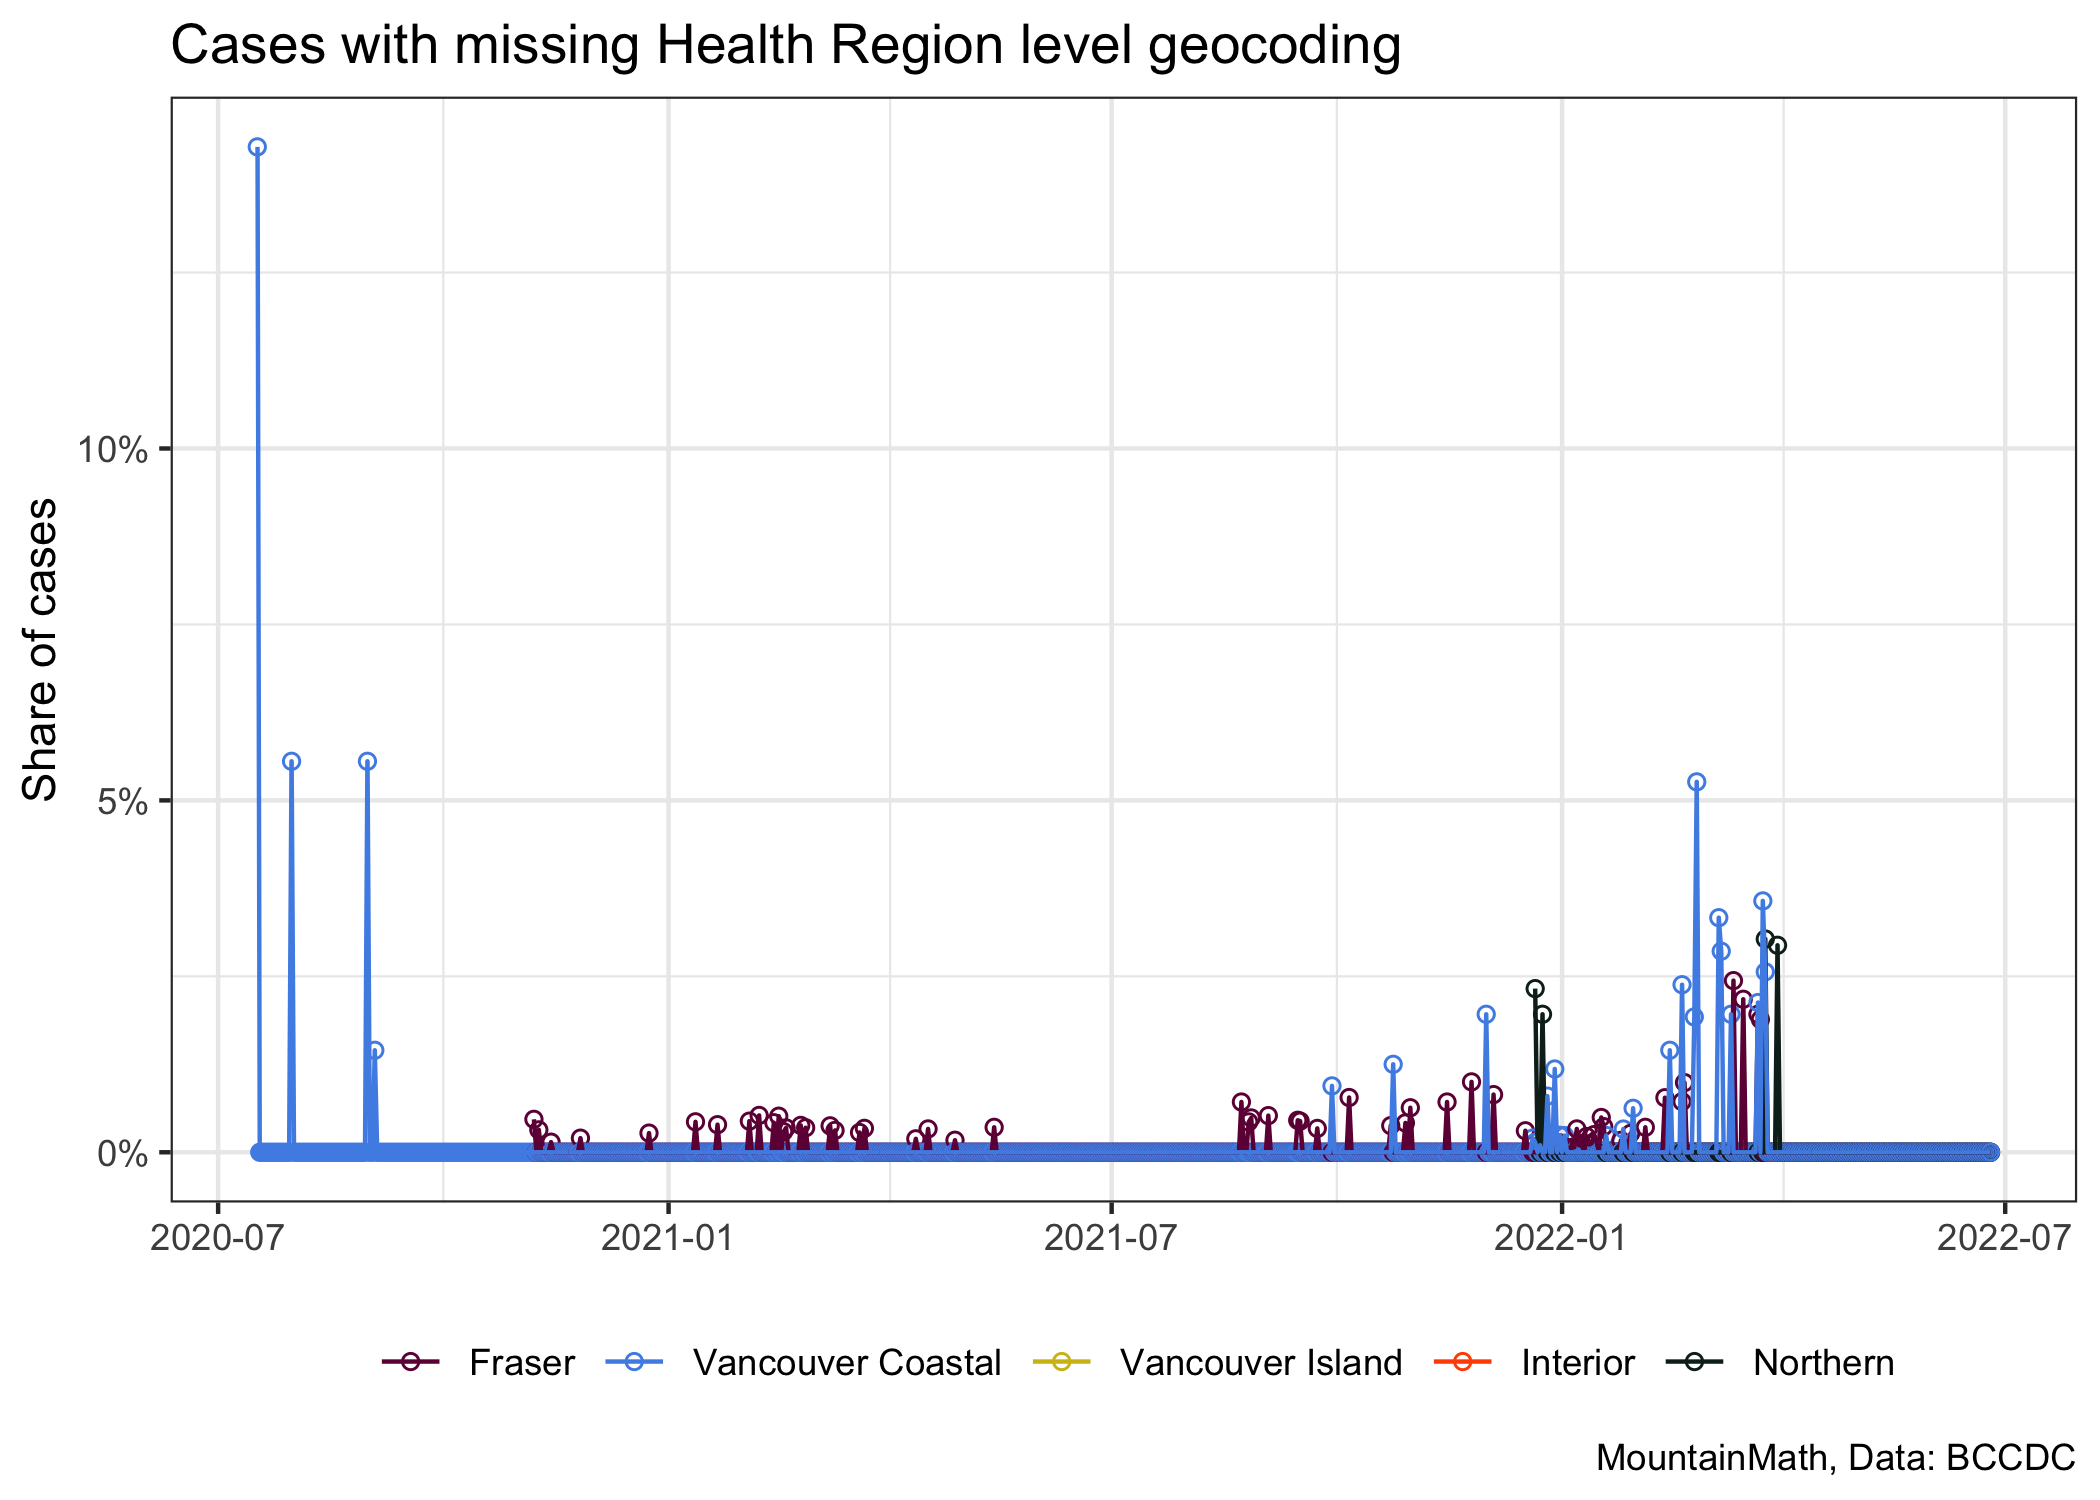 Cases with missing Health Region level geocoding
Share of cases
10%
5%
0%
2020-07
2021-01
2021-07
2022-01
2022-07
Fraser
Vancouver Coastal
Vancouver Island
Interior
Northern
MountainMath, Data: BCCDC